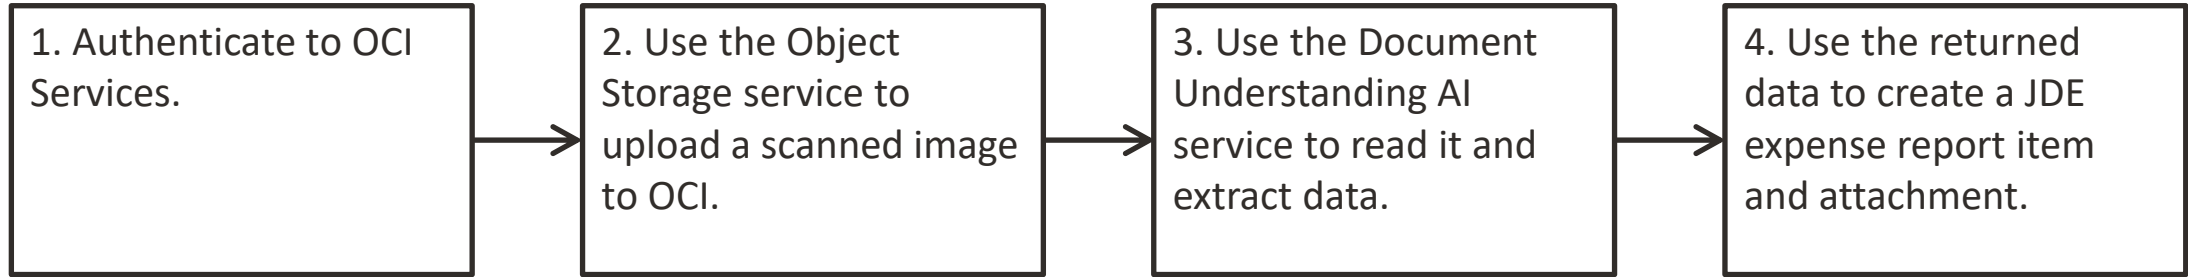 1. Authenticate to OCI
Services.
2. Use the Object
Storage service to
upload a scanned image
to OCI.
3. Use the Document
Understanding AI
service to read it and
extract data.
4. Use the returned
data to create a JDE
expense report item
and attachment.